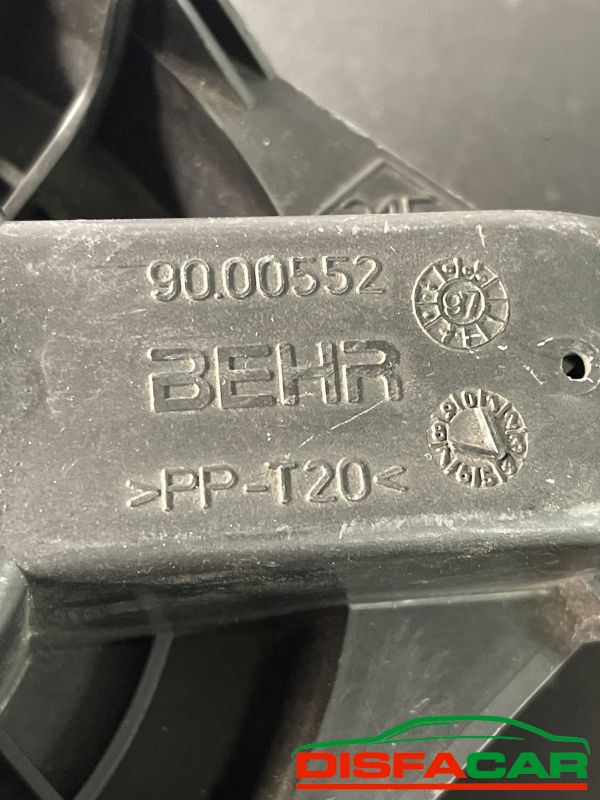 90.00552
97
BEHR
>PP-T20<
DISFACAR